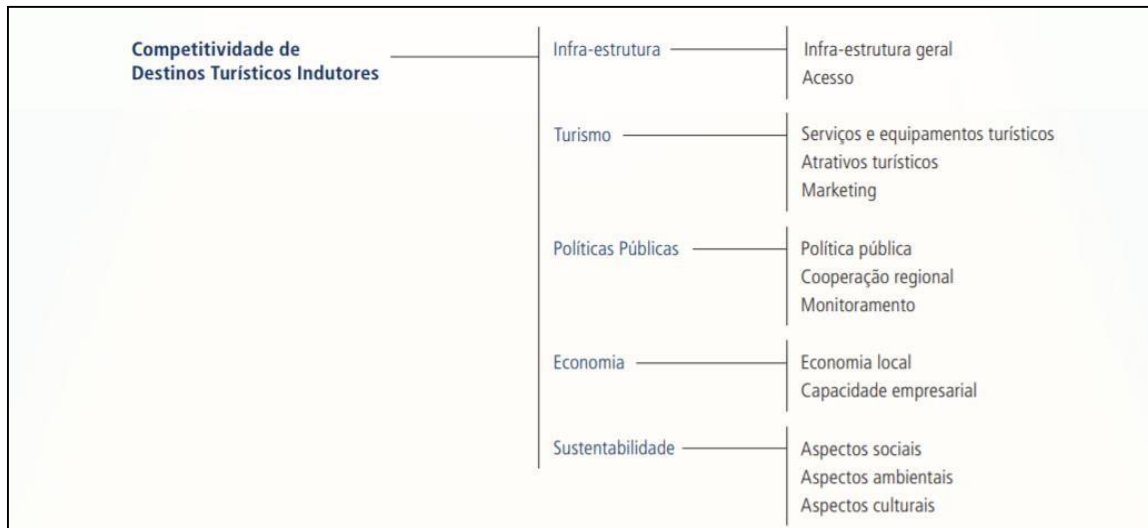 Competitividade de
Destinos Turísticos Indutores
Infra-estrutura
Infra-estrutura geral
Acesso
Turismo
Serviços e equipamentos turísticos
Atrativos turísticos
Marketing
Políticas Públicas
Política pública
Cooperação regional
Monitoramento
Economia
Economia local
Capacidade empresarial
Sustentabilidade
Aspectos sociais
Aspectos ambientais
Aspectos culturais